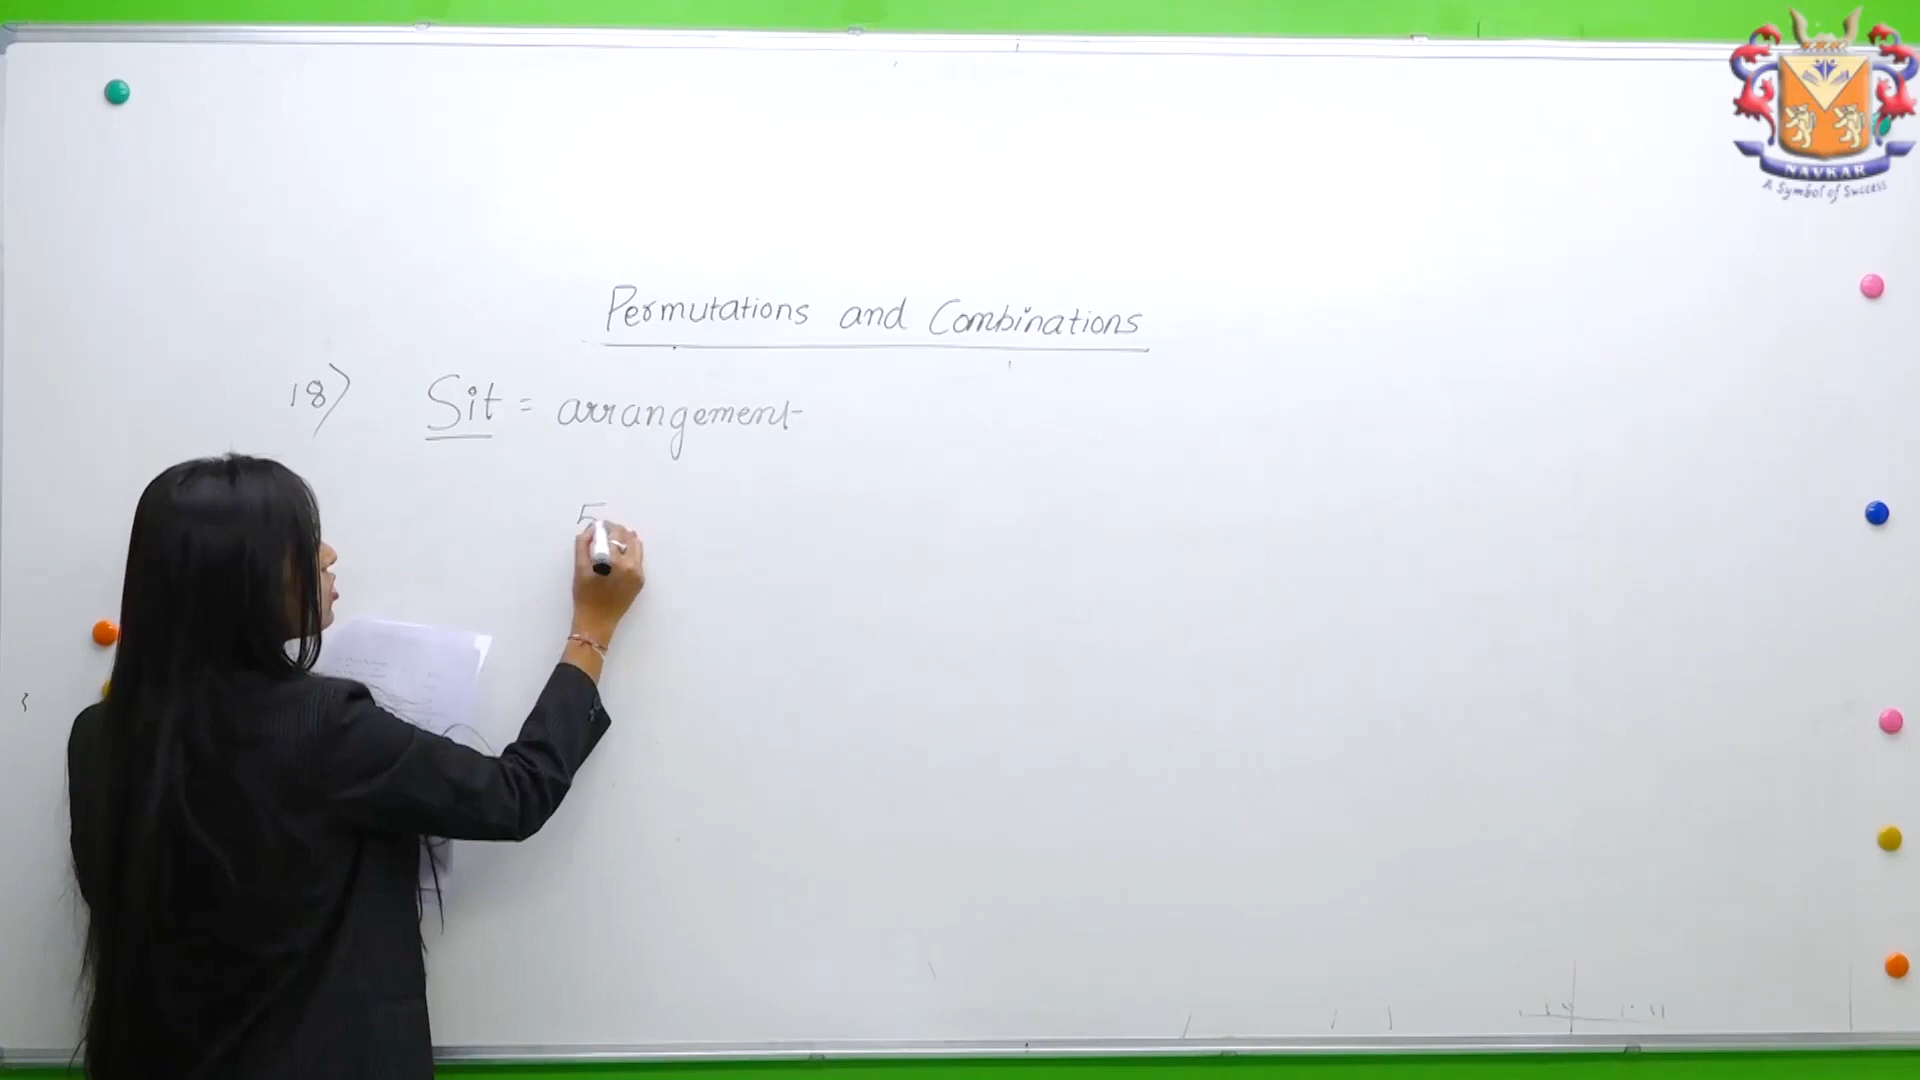 NAVKAR
A Symbol of Success
Permutations and Combinations
18) Sit = arrangement
5